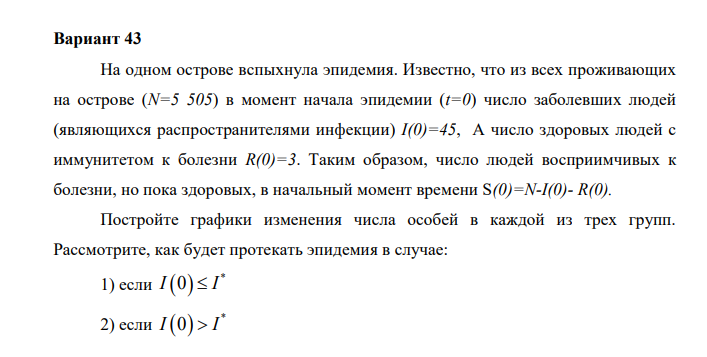 Вариант 43
На одном острове вспыхнула эпидемия. Известно, что из всех проживающих
на острове (N=5 505) в момент начала эпидемии (t=0) число заболевших людей
(являющихся распространителями инфекции) I(0)=45, А число здоровых людей с
иммунитетом к болезни R(0)=3. Таким образом, число людей восприимчивых к
болезни, но пока здоровых, в начальный момент времени S(0)=N-I(0)- R(0).
Постройте графики изменения числа особей в каждой из трех групп.
Рассмотрите, как будет протекать эпидемия в случае:
1) если I(0) ≤ I*
2) если I(0) > I*